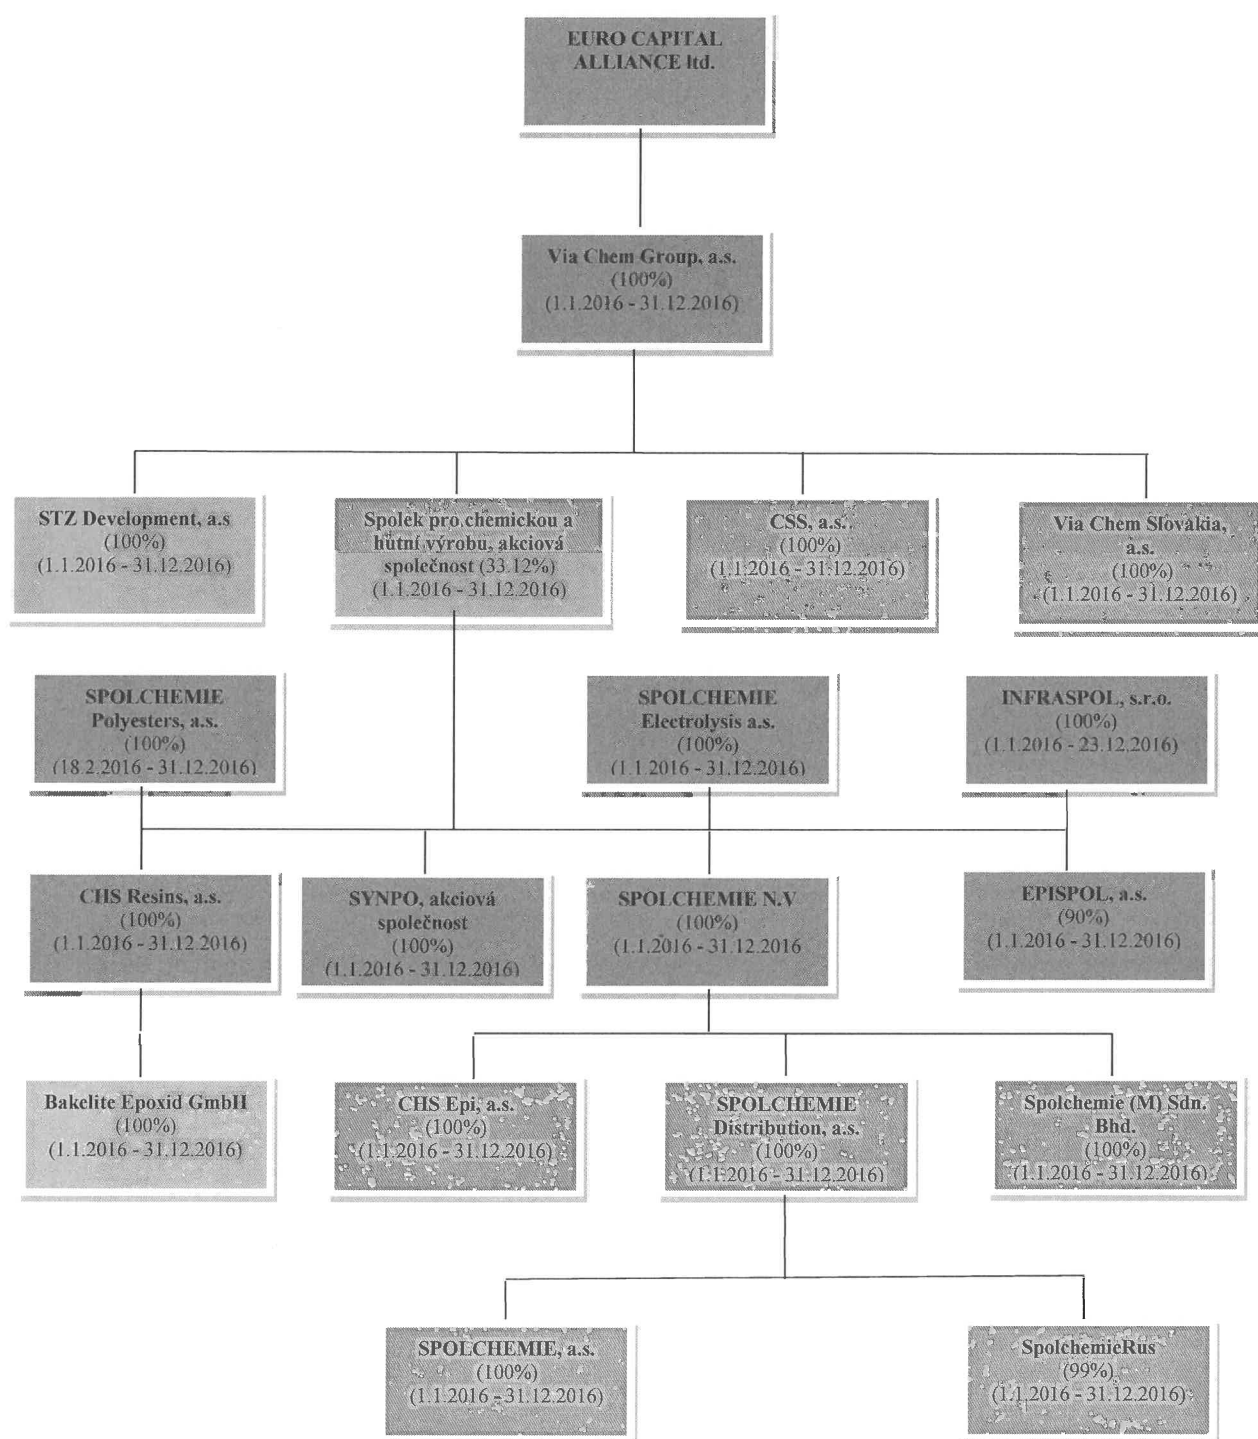 EURO CAPITAL
ALLIANCE ltd.
Via Chem Group, a.s.
(100%)
(1.1.2016 - 31.12.2016)
STZ Development, a.s
(100%)
(1.1.2016 - 31.12.2016)
Spolek pro chemickou a
hutní výrobu, akciová
společnost (33.12%)
(1.1.2016 - 31.12.2016)
CSS, a.s.
(100%)
(1.1.2016 - 31.12.2016)
Via Chem Slovakia,
a.s.
(100%)
(1.1.2016 - 31.12.2016)
SPOLCHEMIE
Polyesters, a.s.
(100%)
(18.2.2016 - 31.12.2016)
SPOLCHEMIE
Electrolysis a.s.
(100%)
(1.1.2016 - 31.12.2016)
INFRASPOL, s.r.o.
(100%)
(1.1.2016 - 23.12.2016)
CHS Resins, a.s.
(100%)
(1.1.2016 - 31.12.2016)
SYNPO, akciová
společnost
(100%)
(1.1.2016 - 31.12.2016)
SPOLCHEMIE N.V
(100%)
(1.1.2016 - 31.12.2016
EPISPOL, a.s.
(90%)
(1.1.2016 - 31.12.2016)
Bakelite Epoxid GmbH
(100%)
(1.1.2016 - 31.12.2016)
CHS Epi, a.s.
(100%)
(1.1.2016 - 31.12.2016)
SPOLCHEMIE
Distribution, a.s.
(100%)
(1.1.2016 - 31.12.2016)
Spolchemie (M) Sdn.
Bhd.
(100%)
(1.1.2016 - 31.12.2016)
SPOLCHEMIE, a.s.
(100%)
(1.1.2016 - 31.12.2016)
SpolchemieRus
(99%)
(1.1.2016 - 31.12.2016)